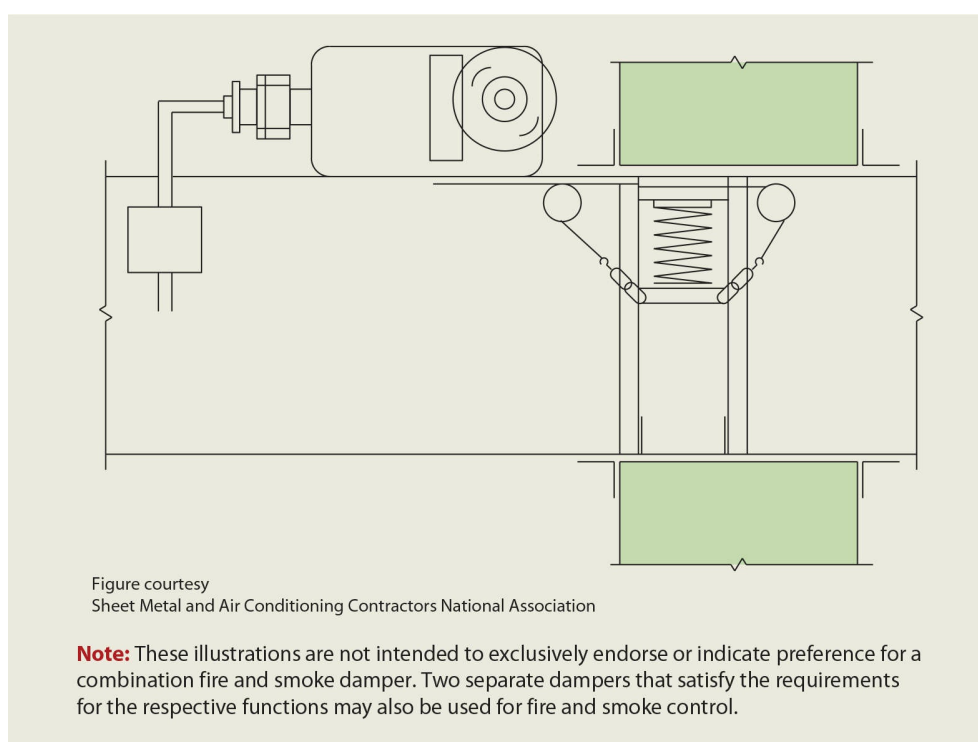 Figure courtesy
Sheet Metal and Air Conditioning Contractors National Association
Note: These illustrations are not intended to exclusively endorse or indicate preference for a
combination fire and smoke damper. Two separate dampers that satisfy the requirements
for the respective functions may also be used for fire and smoke control.